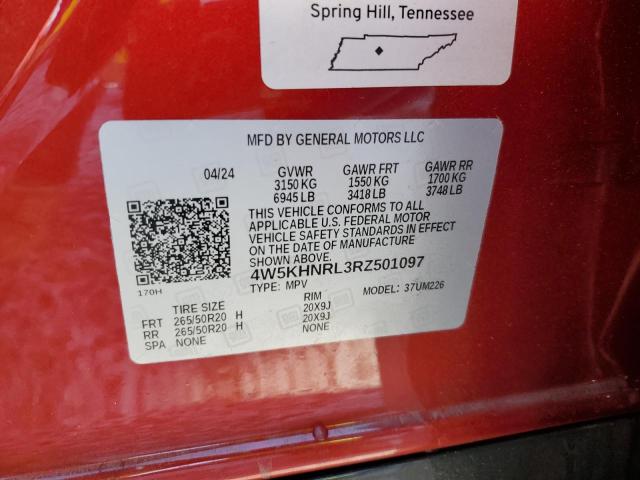 Spring Hill, Tennessee
MFD BY GENERAL MOTORS LLC
04/24 GVWR GAWR FRT GAWR RR
3150 KG 1550 KG 1700 KG
6945 LB 3418 LB 3748 LB
THIS VEHICLE CONFORMS TO ALL
APPLICABLE U.S. FEDERAL MOTOR
VEHICLE SAFETY STANDARDS IN EFFECT
ON THE DATE OF MANUFACTURE
SHOWN ABOVE.
4W5KHNRL3RZ501097
170H TYPE: MPV MODEL: 37UM226
TIRE SIZE RIM
FRT 265/50R20 H 20X9J
RR 265/50R20 H 20X9J
SPA NONE NONE